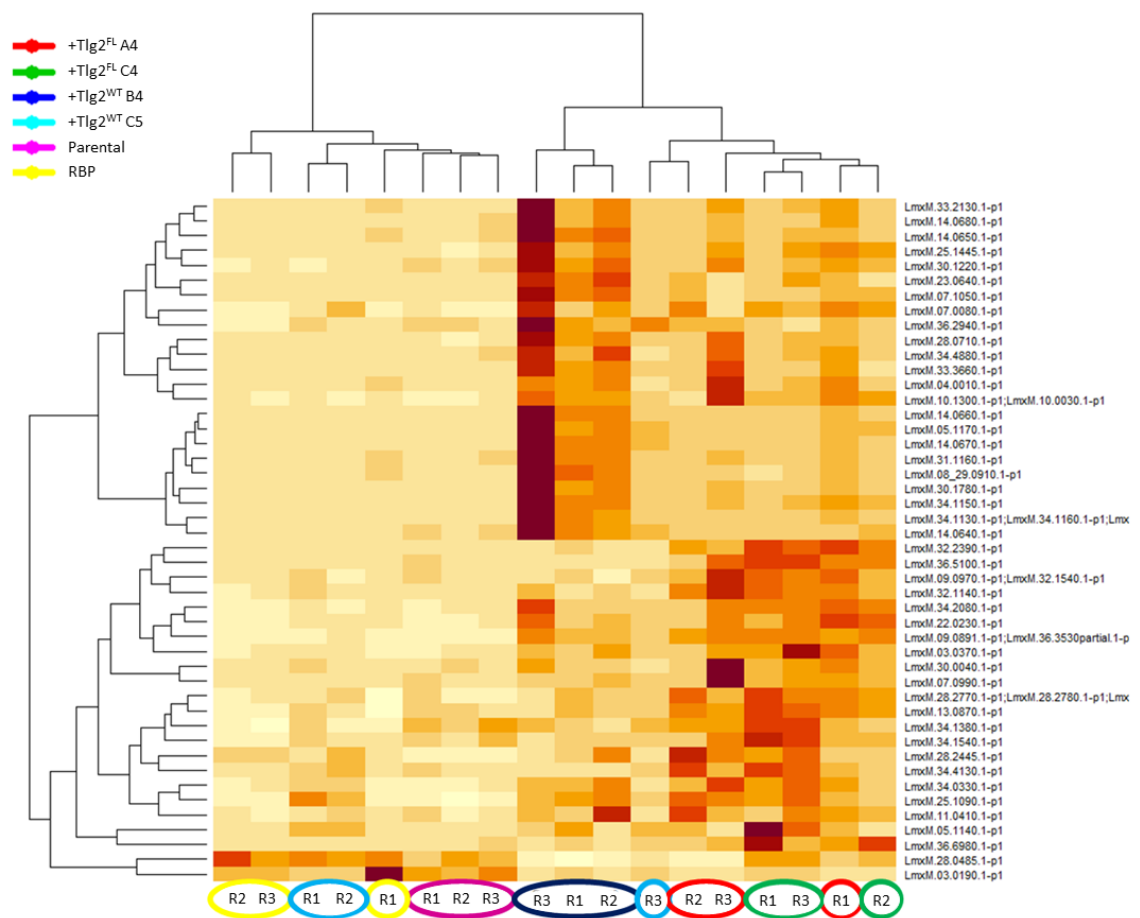 +Tlg2FL A4
+Tlg2FL C4
+Tlg2WT B4
+Tlg2WT C5
Parental
RBP
LmxM.33.2130.1-p1
LmxM.14.0680.1-p1
LmxM.14.0650.1-p1
LmxM.25.1445.1-p1
LmxM.30.1220.1-p1
LmxM.23.0640.1-p1
LmxM.07.1050.1-p1
LmxM.07.0080.1-p1
LmxM.36.2940.1-p1
LmxM.28.0710.1-p1
LmxM.34.4880.1-p1
LmxM.33.3660.1-p1
LmxM.04.0010.1-p1
LmxM.10.1300.1-p1;LmxM.10.0030.1-p1
LmxM.14.0660.1-p1
LmxM.05.1170.1-p1
LmxM.14.0670.1-p1
LmxM.31.1160.1-p1
LmxM.08_29.0910.1-p1
LmxM.30.1780.1-p1
LmxM.34.1150.1-p1
LmxM.34.1130.1-p1;LmxM.34.1160.1-p1;Lmx
LmxM.14.0640.1-p1
LmxM.32.2390.1-p1
LmxM.36.5100.1-p1
LmxM.09.0970.1-p1;LmxM.32.1540.1-p1
LmxM.32.1140.1-p1
LmxM.34.2080.1-p1
LmxM.22.0230.1-p1
LmxM.09.0891.1-p1;LmxM.36.3530partial.1-p
LmxM.03.0370.1-p1
LmxM.30.0040.1-p1
LmxM.07.0990.1-p1
LmxM.28.2770.1-p1;LmxM.28.2780.1-p1;Lmx
LmxM.13.0870.1-p1
LmxM.34.1380.1-p1
LmxM.34.1540.1-p1
LmxM.28.2445.1-p1
LmxM.34.4130.1-p1
LmxM.34.0330.1-p1
LmxM.25.1090.1-p1
LmxM.11.0410.1-p1
LmxM.05.1140.1-p1
LmxM.36.6980.1-p1
LmxM.28.0485.1-p1
LmxM.03.0190.1-p1
R2 R3 R1 R2 R1 R1 R2 R3 R3 R1 R2 R3 R2 R3 R1 R3 R1 R2